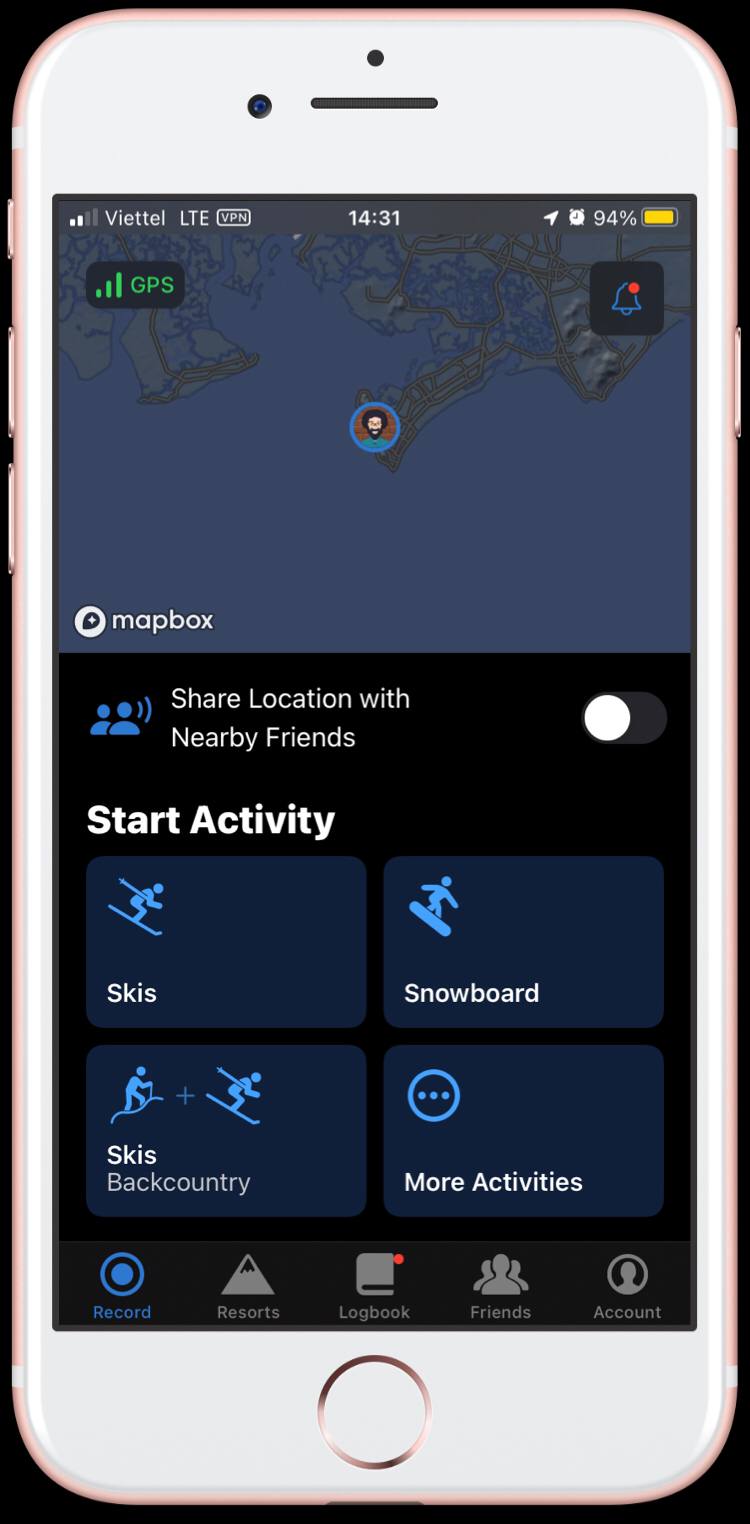 Viettel LTE VPN 14:31 94%
GPS
mapbox
Share Location with
Nearby Friends
Start Activity
Skis Snowboard
+
Skis
Backcountry More Activities
Record Resorts Logbook Friends Account